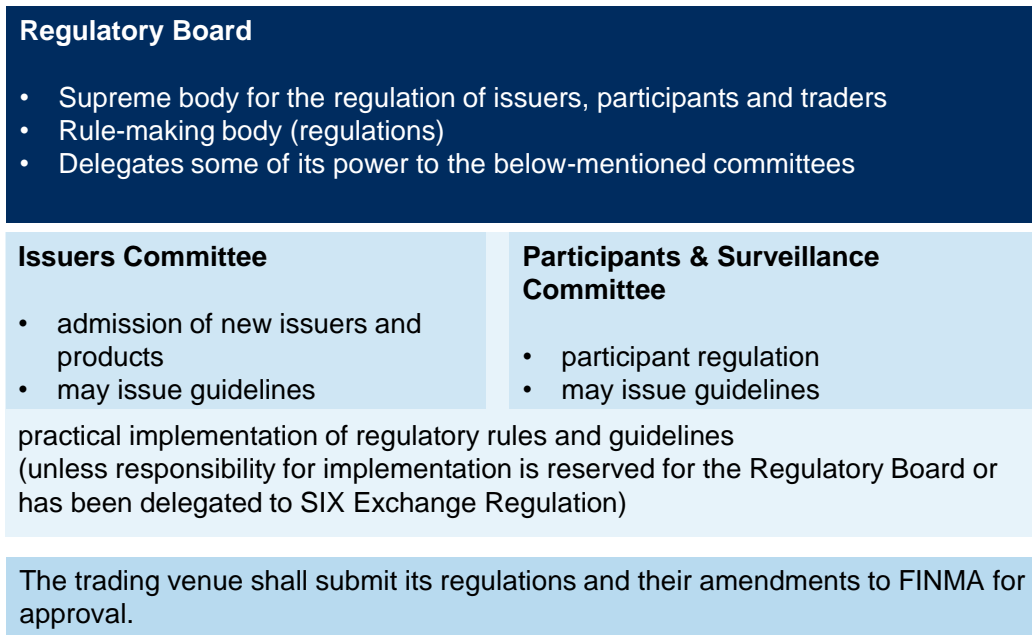 Regulatory Board
• Supreme body for the regulation of issuers, participants and traders
• Rule-making body (regulations)
• Delegates some of its power to the below-mentioned committees
Issuers Committee
• admission of new issuers and
products
• may issue guidelines
Participants & Surveillance
Committee
• participant regulation
• may issue guidelines
practical implementation of regulatory rules and guidelines
(unless responsibility for implementation is reserved for the Regulatory Board or
has been delegated to SIX Exchange Regulation)
The trading venue shall submit its regulations and their amendments to FINMA for
approval.